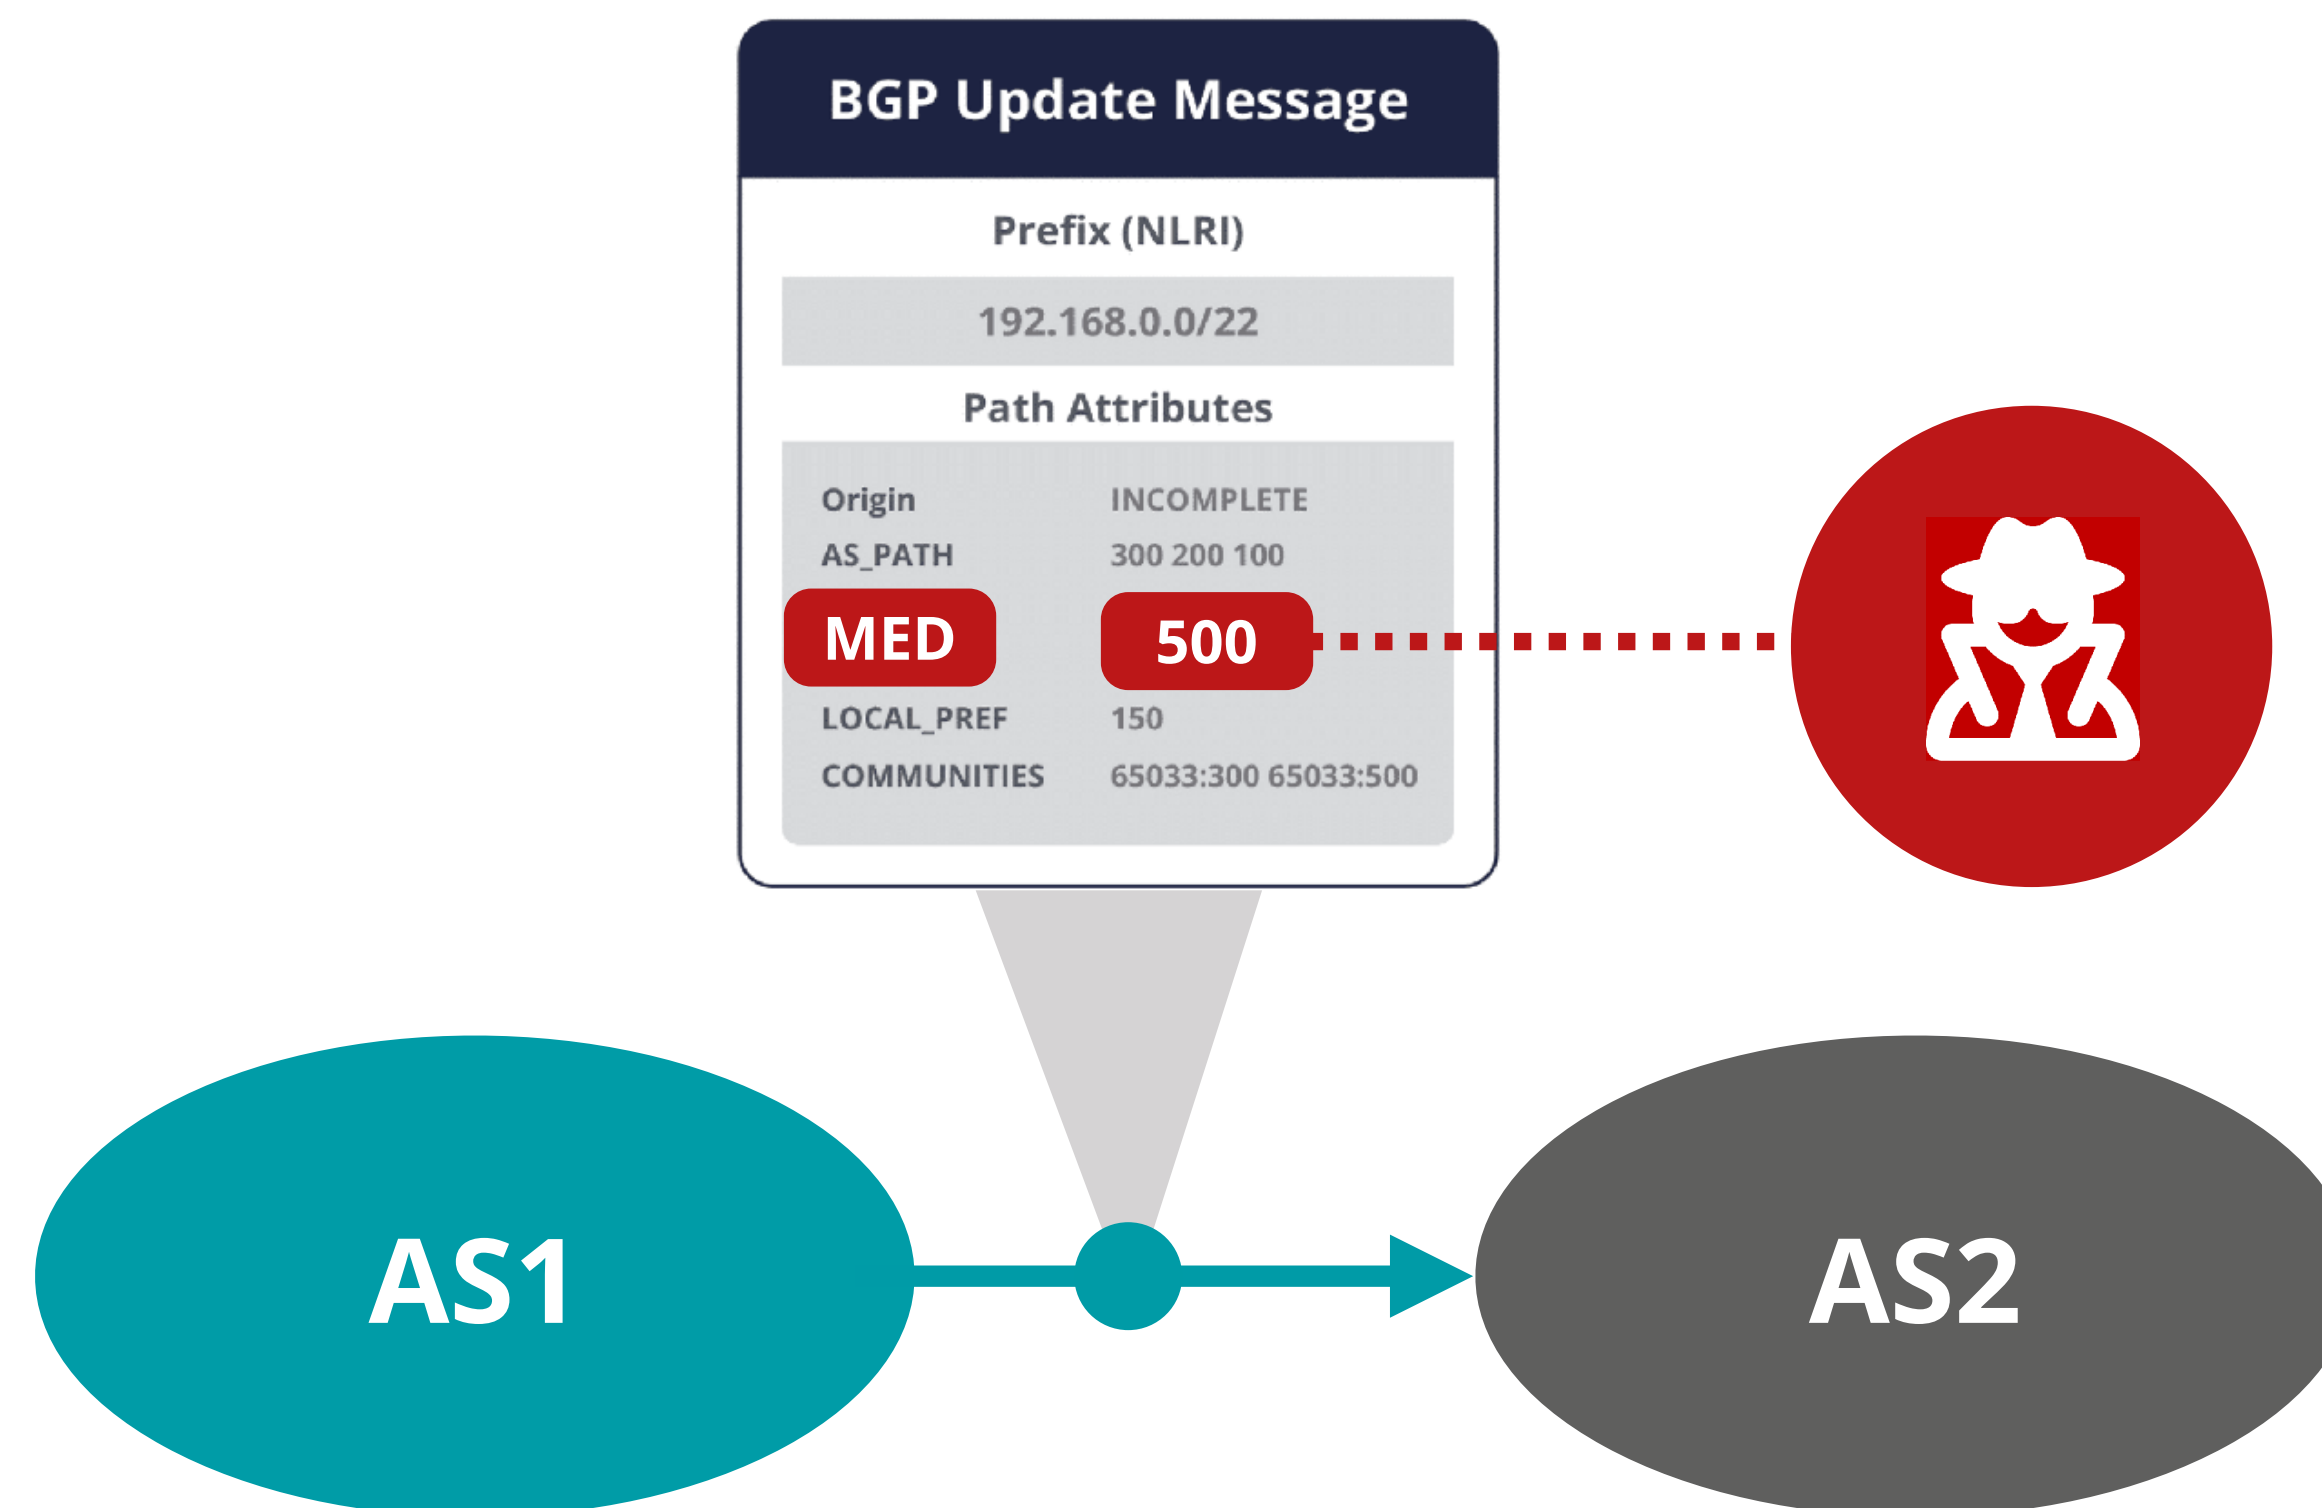 BGP Update Message
Prefix (NLRI)
192.168.0.0/22
Path Attributes
Origin INCOMPLETE
AS_PATH 300 200 100
MED 500
LOCAL_PREF 150
COMMUNITIES 65033:300 65033:500
AS1 AS2